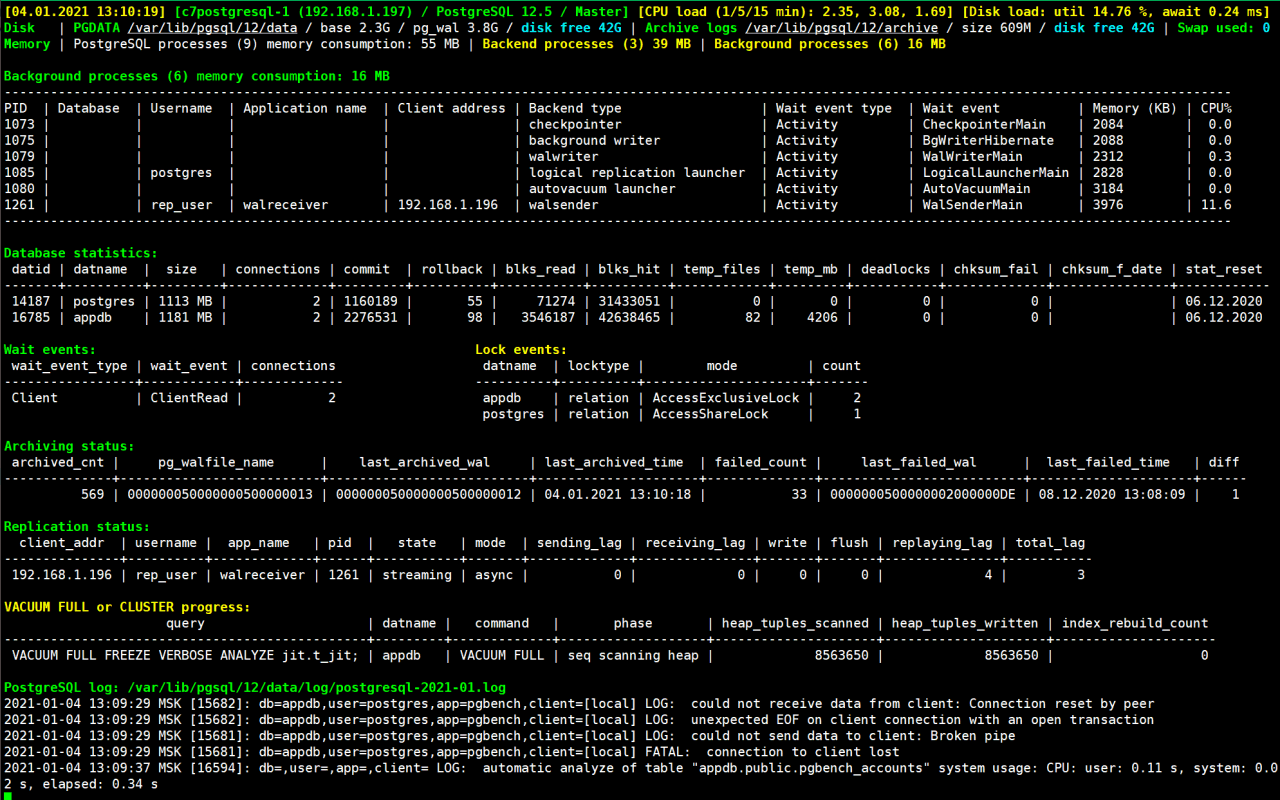 [04.01.2021 13:10:19] [c7postgresql-1 (192.168.1.197) / PostgreSQL 12.5 / Master] [CPU load (1/5/15 min): 2.35, 3.08, 1.69] [Disk load: util 14.76 %, await 0.24 ms]
Disk   | PGDATA /var/lib/pgsql/12/data / base 2.3G / pg_wal 3.8G / disk free 42G | Archive logs /var/lib/pgsql/12/archive / size 609M / disk free 42G | Swap used: 0
Memory | PostgreSQL processes (9) memory consumption: 55 MB | Backend processes (3) 39 MB | Background processes (6) 16 MB
Background processes (6) memory consumption: 16 MB
---------------------------------------------------------------------------------------------------------------------------------------------------------------
PID  | Database  | Username  | Application name  | Client address | Backend type                  | Wait event type  | Wait event          | Memory (KB) | CPU%
1073 |           |           |                   |                | checkpointer                  | Activity         | CheckpointerMain    | 2084        |  0.0
1075 |           |           |                   |                | background writer             | Activity         | BgWriterHibernate   | 2088        |  0.0
1079 |           |           |                   |                | walwriter                     | Activity         | WalWriterMain       | 2312        |  0.3
1085 |           | postgres  |                   |                | logical replication launcher  | Activity         | LogicalLauncherMain | 2828        |  0.0
1080 |           |           |                   |                | autovacuum launcher           | Activity         | AutoVacuumMain      | 3184        |  0.0
1261 |           | rep_user  | walreceiver       | 192.168.1.196  | walsender                     | Activity         | WalSenderMain       | 3976        | 11.6
---------------------------------------------------------------------------------------------------------------------------------------------------------------
Database statistics:
 datid | datname  |  size   | connections | commit  | rollback | blks_read | blks_hit | temp_files | temp_mb | deadlocks | chksum_fail | chksum_f_date | stat_reset
-------+----------+---------+-------------+---------+----------+-----------+----------+------------+---------+-----------+-------------+---------------+------------
 14187 | postgres | 1113 MB |           2 | 1160189 |       55 |     71274 | 31433051 |          0 |       0 |         0 |           0 |               | 06.12.2020
 16785 | appdb    | 1181 MB |           2 | 2276531 |       98 |   3546187 | 42638465 |         82 |    4206 |         0 |           0 |               | 06.12.2020
Wait events:                                                 Lock events:
 wait_event_type | wait_event | connections                   datname  | locktype |        mode         | count
-----------------+------------+-------------                 ----------+----------+---------------------+-------
 Client          | ClientRead |           2                   appdb    | relation | AccessExclusiveLock |     2
                                                              postgres | relation | AccessShareLock     |     1
Archiving status:
 archived_cnt |     pg_walfile_name      |    last_archived_wal     | last_archived_time  | failed_count |     last_failed_wal      |  last_failed_time   | diff
--------------+--------------------------+--------------------------+---------------------+--------------+--------------------------+---------------------+------
          569 | 000000050000000500000013 | 000000050000000500000012 | 04.01.2021 13:10:18 |           33 | 0000000500000002000000DE | 08.12.2020 13:08:09 |    1
Replication status:
  client_addr  | username |  app_name   | pid  |   state   | mode  | sending_lag | receiving_lag | write | flush | replaying_lag | total_lag
---------------+----------+-------------+------+-----------+-------+-------------+---------------+-------+-------+---------------+-----------
 192.168.1.196 | rep_user | walreceiver | 1261 | streaming | async |           0 |             0 |     0 |     0 |             4 |         3
VACUUM FULL or CLUSTER progress:
                     query                     | datname |   command   |       phase       | heap_tuples_scanned | heap_tuples_written | index_rebuild_count
-----------------------------------------------+---------+-------------+-------------------+---------------------+---------------------+---------------------
 VACUUM FULL FREEZE VERBOSE ANALYZE jit.t_jit; | appdb   | VACUUM FULL | seq scanning heap |             8563650 |             8563650 |                   0
PostgreSQL log: /var/lib/pgsql/12/data/log/postgresql-2021-01.log
2021-01-04 13:09:29 MSK [15682]: db=appdb,user=postgres,app=pgbench,client=[local] LOG:  could not receive data from client: Connection reset by peer
2021-01-04 13:09:29 MSK [15682]: db=appdb,user=postgres,app=pgbench,client=[local] LOG:  unexpected EOF on client connection with an open transaction
2021-01-04 13:09:29 MSK [15681]: db=appdb,user=postgres,app=pgbench,client=[local] LOG:  could not send data to client: Broken pipe
2021-01-04 13:09:29 MSK [15681]: db=appdb,user=postgres,app=pgbench,client=[local] FATAL:  connection to client lost
2021-01-04 13:09:37 MSK [16594]: db=,user=,app=,client= LOG:  automatic analyze of table "appdb.public.pgbench_accounts" system usage: CPU: user: 0.11 s, system: 0.0
2 s, elapsed: 0.34 s